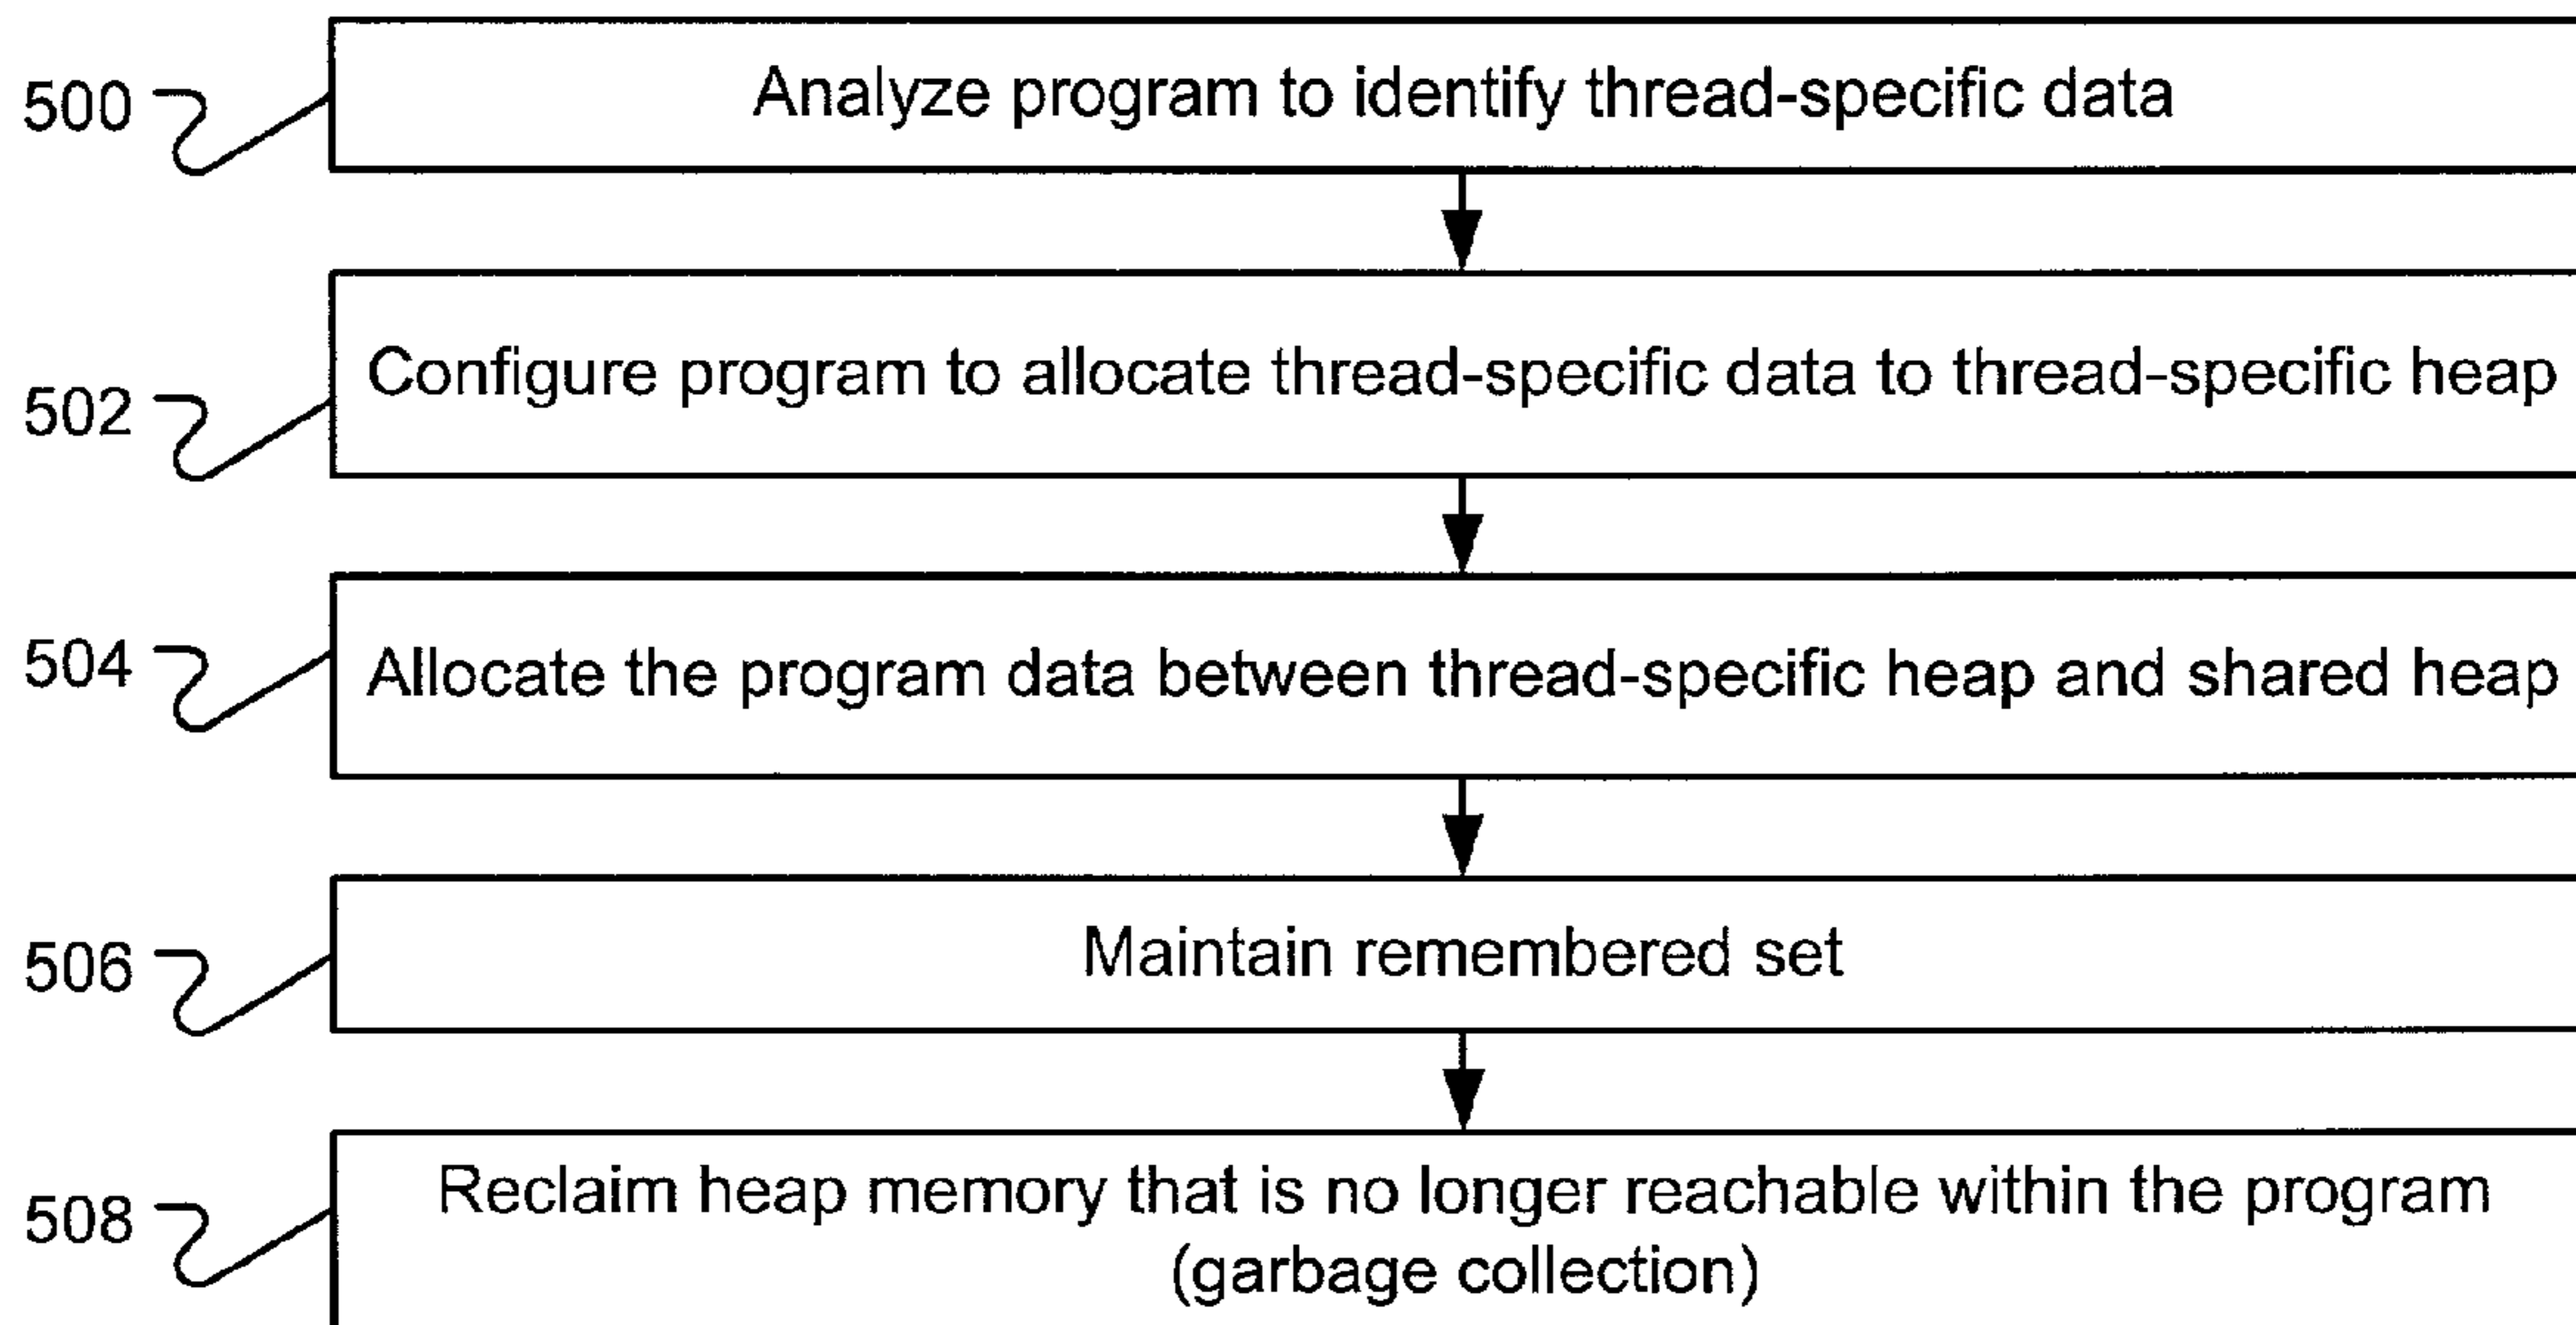 500
Analyze program to identify thread-specific data
502
Configure program to allocate thread-specific data to thread-specific heap
504
Allocate the program data between thread-specific heap and shared heap
506
Maintain remembered set
508
Reclaim heap memory that is no longer reachable within the program
(garbage collection)